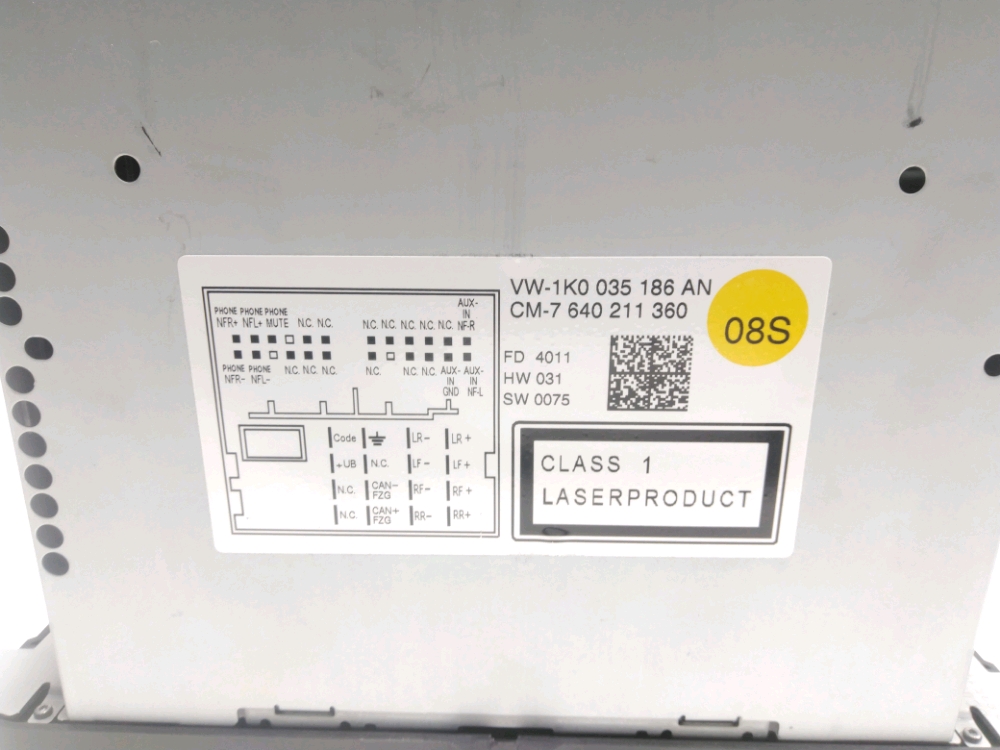 VW-1K0 035 186 AN
CM-7 640 211 360
08S
FD 4011
HW 031
SW 0075
CLASS 1
LASERPRODUCT
AUX-
PHONE PHONE PHONE IN
NFR+ NFL+ MUTE N.C. N.C. N.C. N.C. N.C. N.C. N.C. NF-R
PHONE PHONE N.C. N.C. N.C. N.C. N.C. N.C. AUX- AUX-
NFR- NFL- IN IN
GND NF-L
Code LR- LR+
+UB N.C. LF- LF+
N.C. CAN- RF- RF+
FZG
N.C. CAN+ RR- RR+
FZG